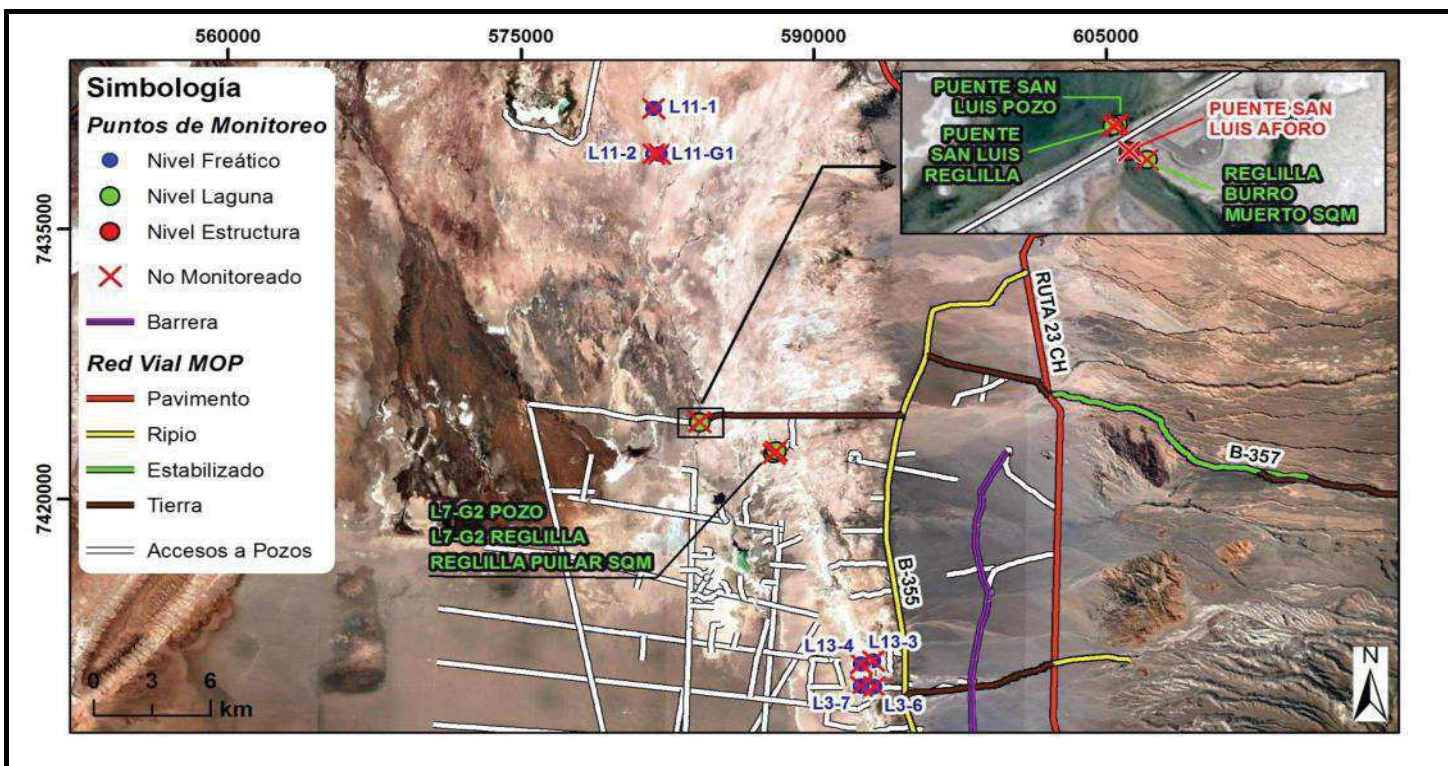 560000
575000
590000
605000
7435000
7420000
Simbología
Puntos de Monitoreo
Nivel Freático
Nivel Laguna
Nivel Estructura
No Monitoreado
Barrera
Red Vial MOP
Pavimento
Ripio
Estabilizado
Tierra
Accesos a Pozos
0 3 6
km
L11-1
L11-2
L11-G1
PUENTE SAN
LUIS POZO
PUENTE SAN
LUIS AFORO
PUENTE
SAN LUIS
REGLILLA
REGLILLA
BURRO
MUERTO SQM
RUTA 23 CH
B-357
L7-G2 POZO
L7-G2 REGLILLA
REGLILLA PUILAR SQM
B-355
L13-4
L13-3
L3-7
L3-6
N